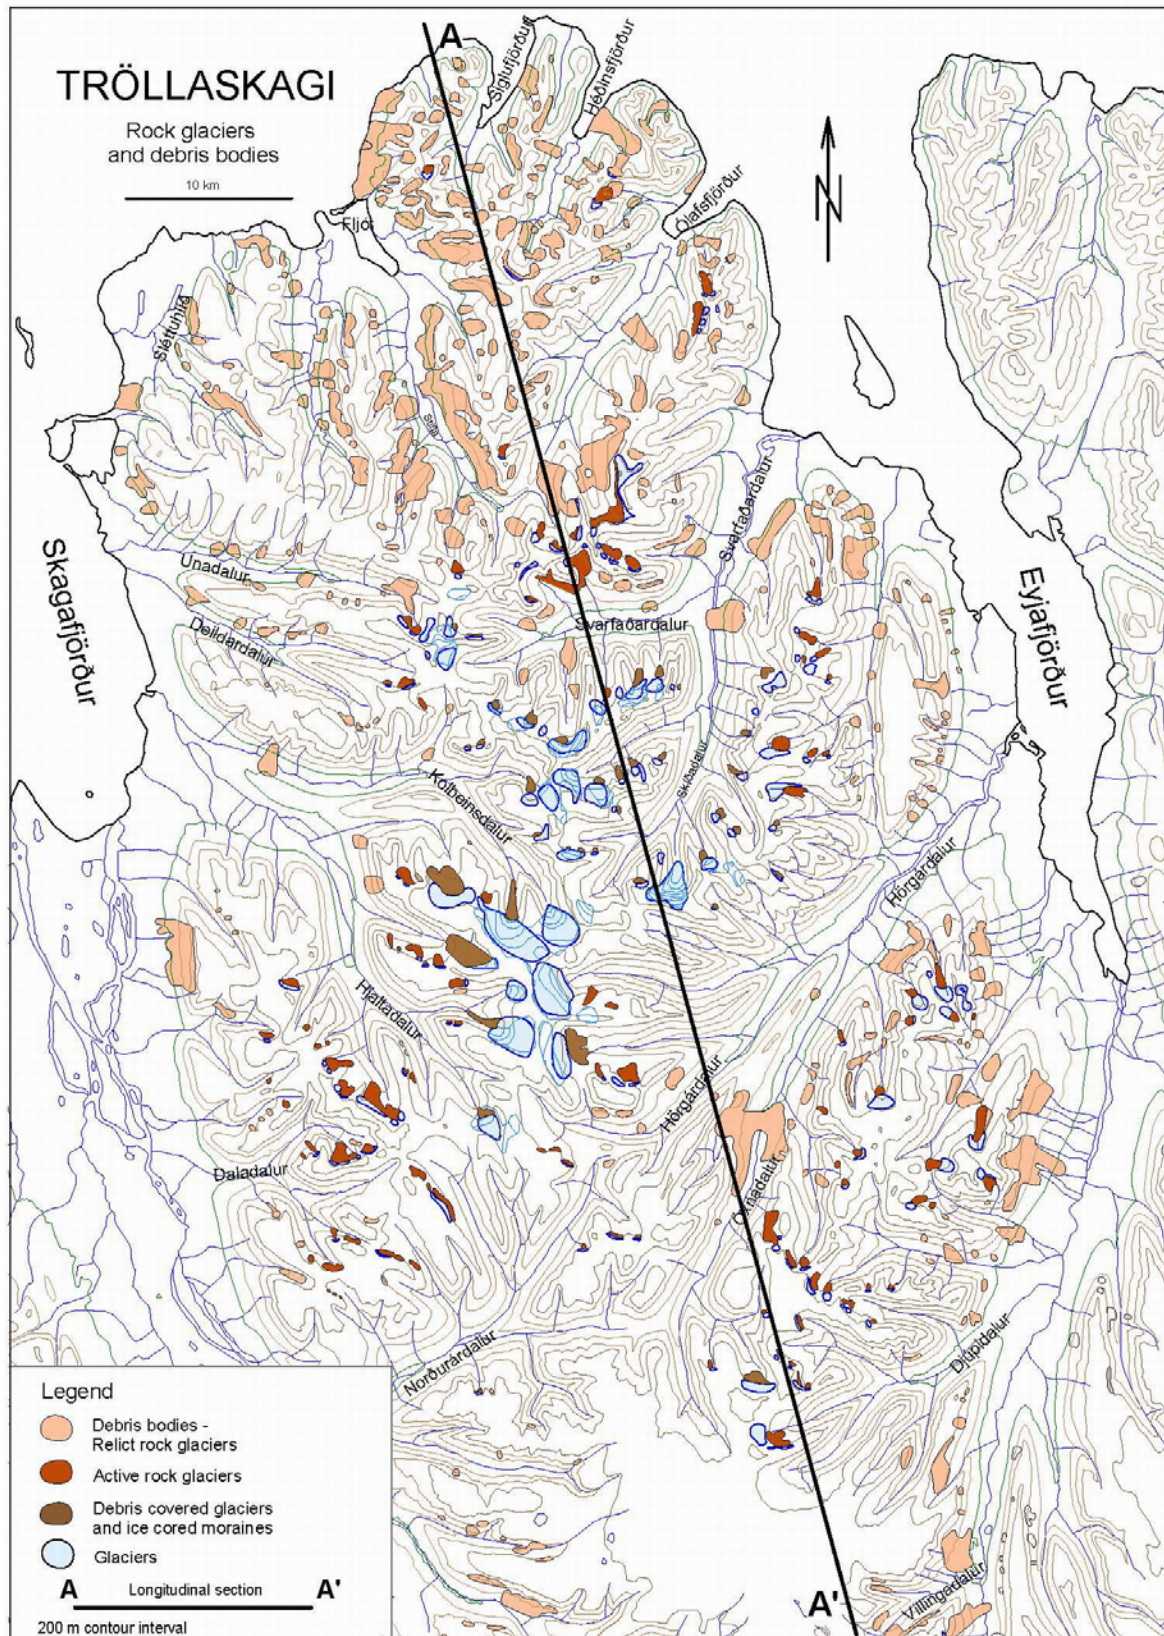 TRÖLLASKAGI
Rock glaciers
and debris bodies
10 km
A
Siglufjörður
Héðinsfjörður
Ólafsfjörður
Fljót
N
Sléttuhlíð
Stífla
Skagafjörður
Unadalur
Deildardalur
Svarfaðardalur
Svarfaðardalur
Eyjafjörður
Kolbeinsdalur
Skíðadalur
Hörgárdalur
Hjaltadalur
Hörgárdalur
Daladalur
Öxnadalur
Norðurárdalur
Djúpidalur
Villingadalur
A'
Legend
Debris bodies -
Relict rock glaciers
Active rock glaciers
Debris covered glaciers
and ice cored moraines
Glaciers
A Longitudinal section A'
200 m contour interval